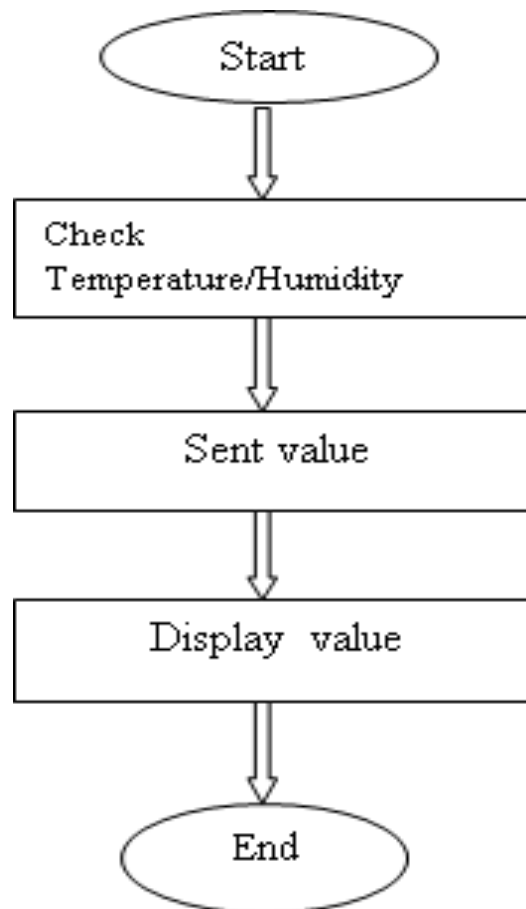 Start
Check
Temperature/Humidity
Sent value
Display value
End